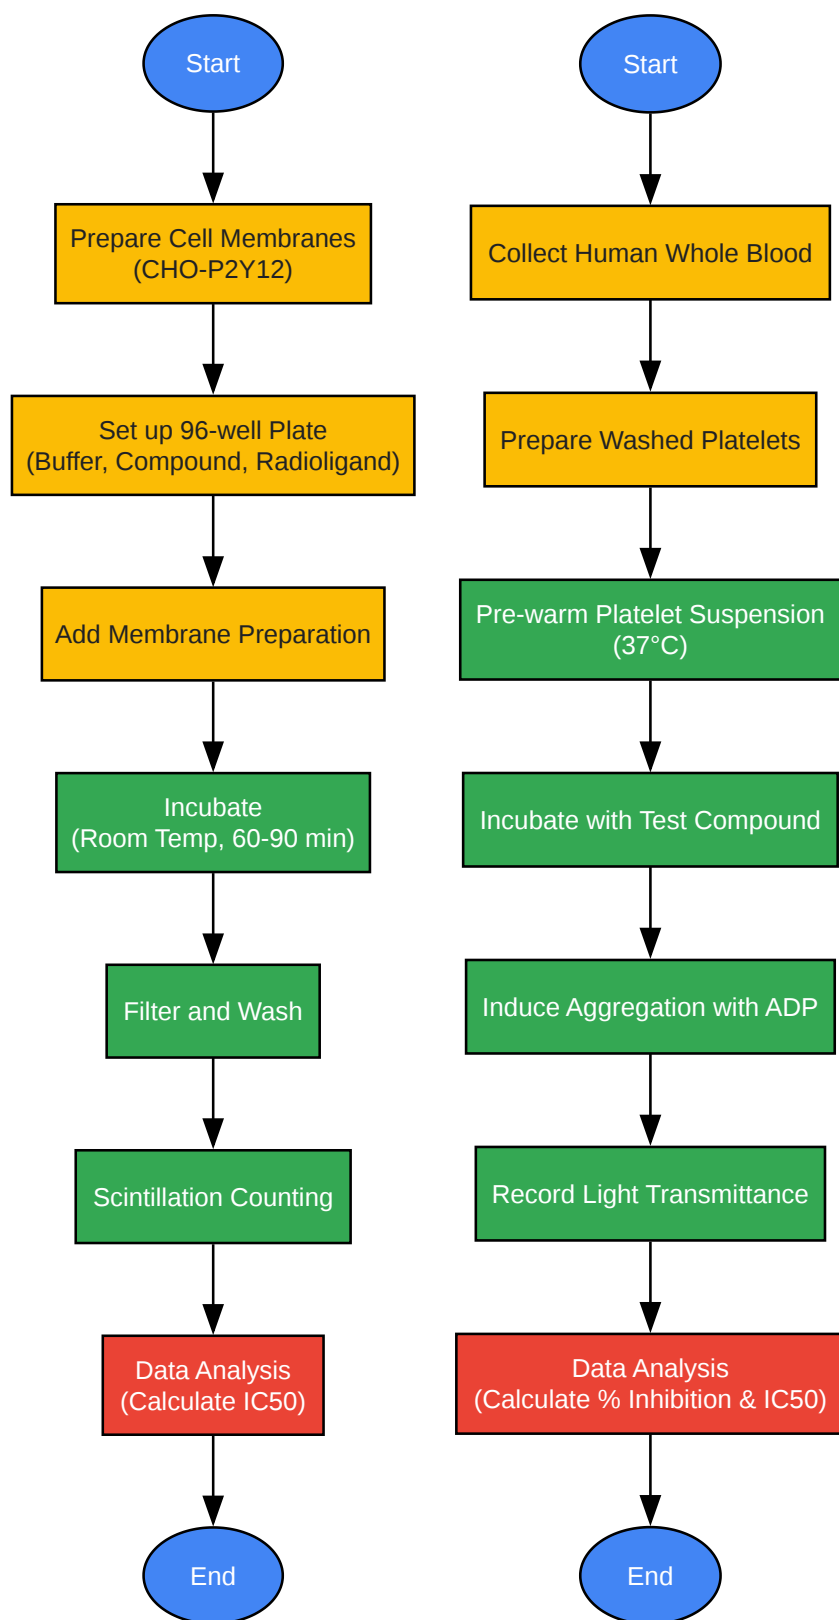 Start
Prepare Cell Membranes
(CHO-P2Y12)
Set up 96-well Plate
(Buffer, Compound, Radioligand)
Add Membrane Preparation
Incubate
(Room Temp, 60-90 min)
Filter and Wash
Scintillation Counting
Data Analysis
(Calculate IC50)
End
Start
Collect Human Whole Blood
Prepare Washed Platelets
Pre-warm Platelet Suspension
(37°C)
Incubate with Test Compound
Induce Aggregation with ADP
Record Light Transmittance
Data Analysis
(Calculate % Inhibition & IC50)
End